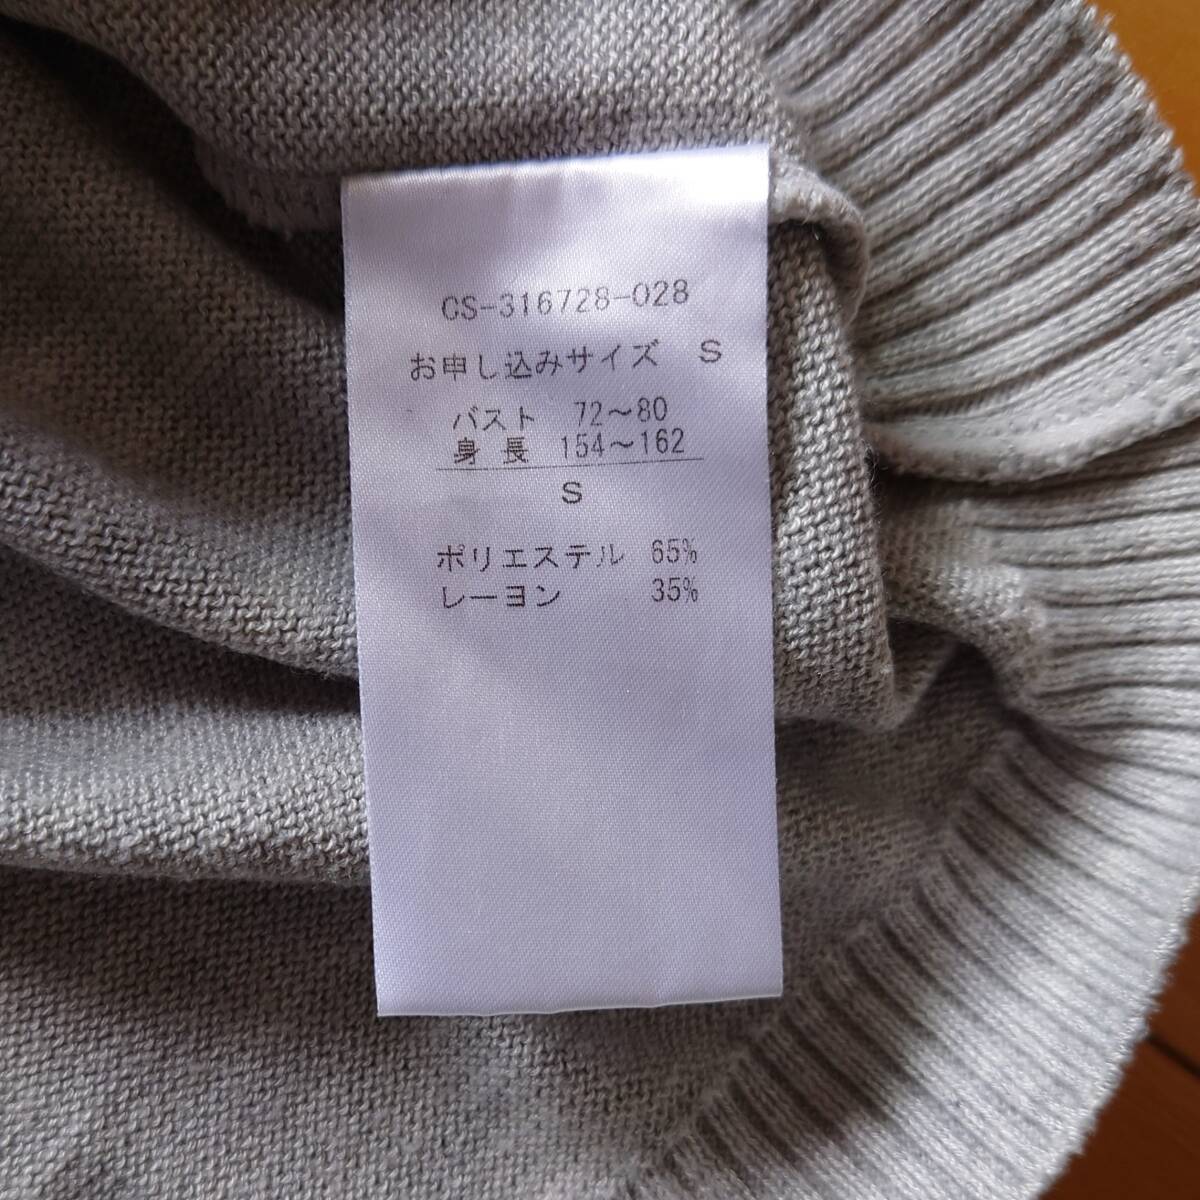 CS-316728-028
お申し込みサイズ S
バスト 72～80
身長 154～162
S
ポリエステル 65%
レーヨン 35%